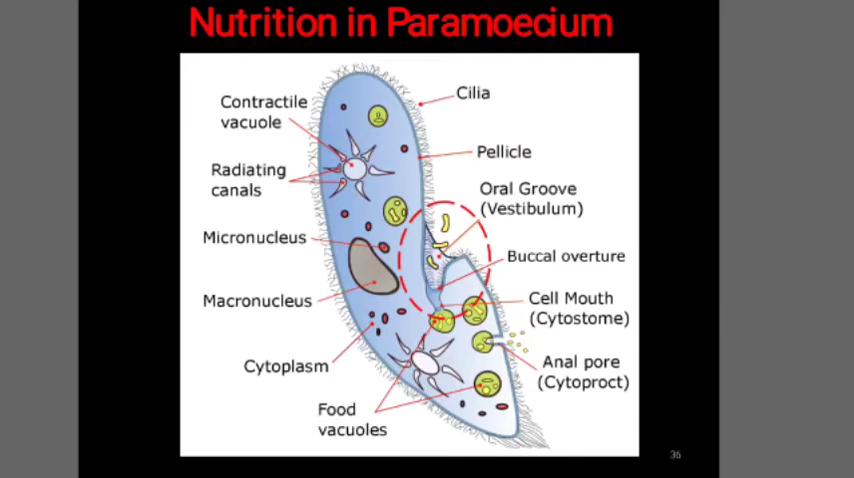 Nutrition in Paramoecium
Contractile
vacuole
Cilia
Pellicle
Radiating
canals
Oral Groove
(Vestibulum)
Micronucleus
Buccal overture
Macronucleus
Cell Mouth
(Cytostome)
Cytoplasm
Anal pore
(Cytoproct)
Food
vacuoles
36